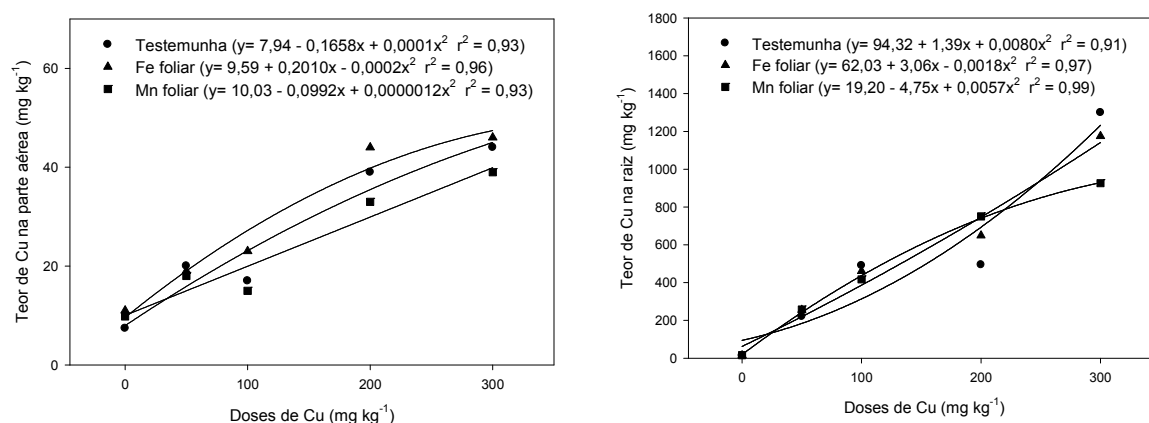 Testemunha (y= 7,94 - 0,1658x + 0,0001x² r² = 0,93)
Fe foliar (y= 9,59 + 0,2010x - 0,0002x² r² = 0,96)
Mn foliar (y= 10,03 - 0,0992x + 0,0000012x² r² = 0,93)
Teor de Cu na parte aérea (mg kg⁻¹)
60
40
20
0
0 100 200 300
Doses de Cu (mg kg⁻¹)
Testemunha (y= 94,32 + 1,39x + 0,0080x² r² = 0,91)
Fe foliar (y= 62,03 + 3,06x - 0,0018x² r² = 0,97)
Mn foliar (y= 19,20 - 4,75x + 0,0057x² r² = 0,99)
Teor de Cu na raiz (mg kg⁻¹)
1800
1600
1400
1200
1000
800
600
400
200
0
0 100 200 300
Doses de Cu (mg kg⁻¹)